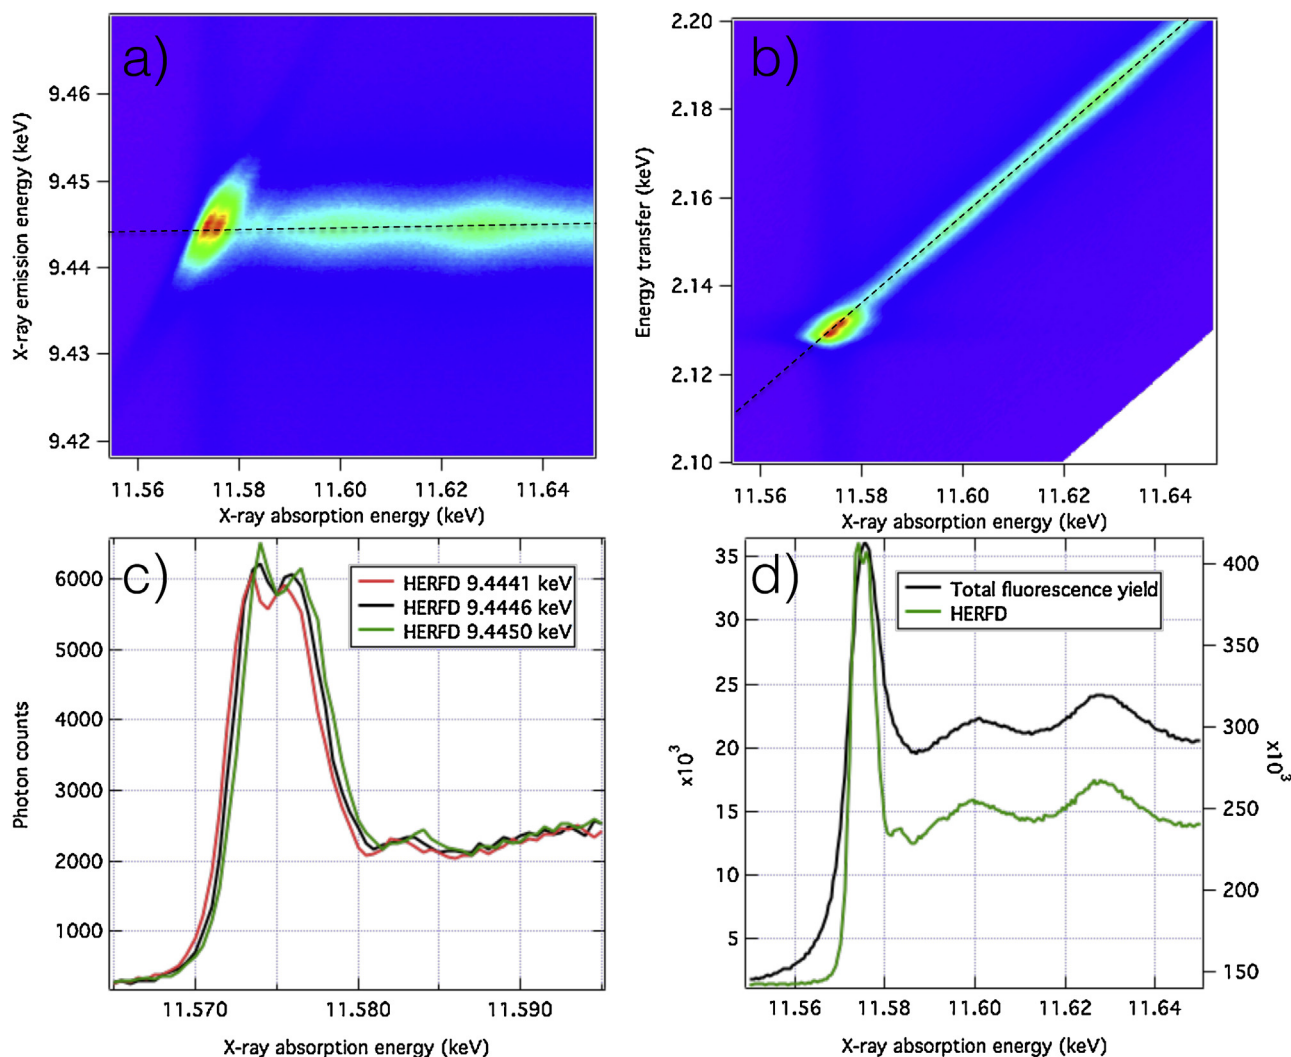 a)
X-ray emission energy (keV)
9.46
9.45
9.44
9.43
9.42
11.56 11.58 11.60 11.62 11.64
X-ray absorption energy (keV)
b)
Energy transfer (keV)
2.20
2.18
2.16
2.14
2.12
2.10
11.56 11.58 11.60 11.62 11.64
X-ray absorption energy (keV)
c)
HERFD 9.4441 keV
HERFD 9.4446 keV
HERFD 9.4450 keV
Photon counts
6000
5000
4000
3000
2000
1000
11.570 11.580 11.590
X-ray absorption energy (keV)
d)
Total fluorescence yield
HERFD
x10³
35
30
25
20
15
10
5
400
350
300
250
200
150
x10³
11.56 11.58 11.60 11.62 11.64
X-ray absorption energy (keV)